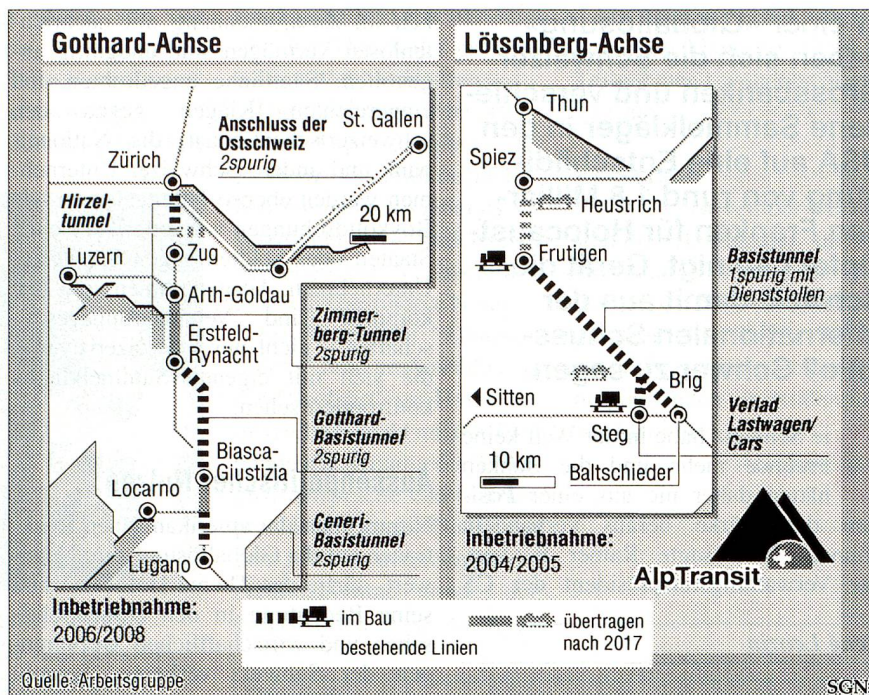 Gotthard-Achse
Anschluss der
Ostschweiz
2spurig
St. Gallen
Zürich
Hirzel-
tunnel
20 km
Luzern
Zug
Arth-Goldau
Erstfeld-
Rynächt
Zimmer-
berg-Tunnel
2spurig
Gotthard-
Basistunnel
2spurig
Biasca-
Giustizia
Locarno
Ceneri-
Basistunnel
2spurig
Lugano
Inbetriebnahme:
2006/2008
Lötschberg-Achse
Thun
Spiez
Heustrich
Frutigen
Basistunnel
1spurig mit
Dienststollen
Brig
Sitten
Steg
Verlad
Lastwagen/
Cars
Baltschieder
10 km
Inbetriebnahme:
2004/2005
AlpTransit
im Bau
bestehende Linien
übertragen
nach 2017
Quelle: Arbeitsgruppe
SGN